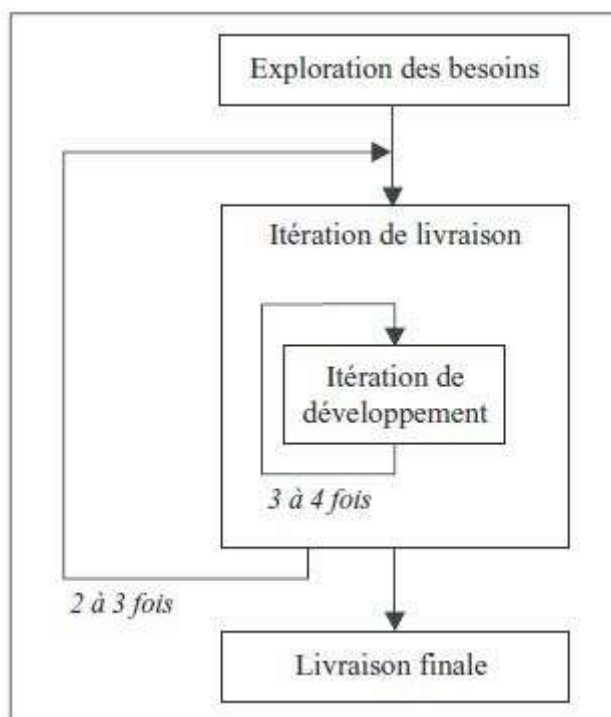 Exploration des besoins
Itération de livraison
Itération de
développement
3 à 4 fois
2 à 3 fois
Livraison finale